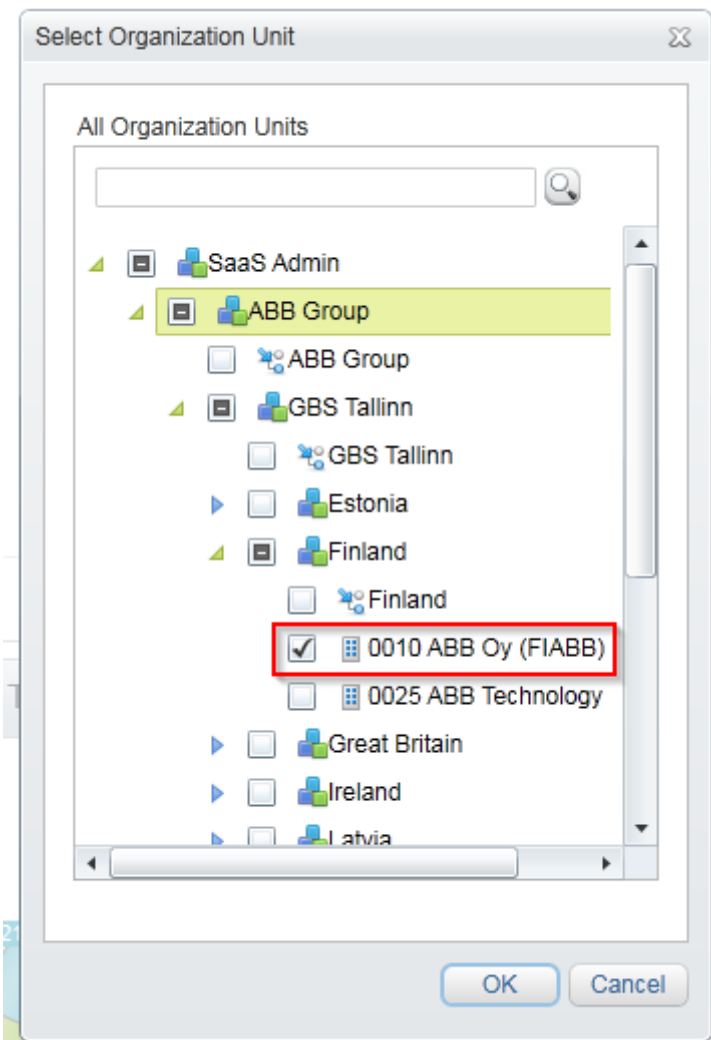 Select Organization Unit
All Organization Units
SaaS Admin
ABB Group
ABB Group
GBS Tallinn
GBS Tallinn
Estonia
Finland
Finland
0010 ABB Oy (FIABB)
0025 ABB Technology
Great Britain
Ireland
Latvia
OK Cancel